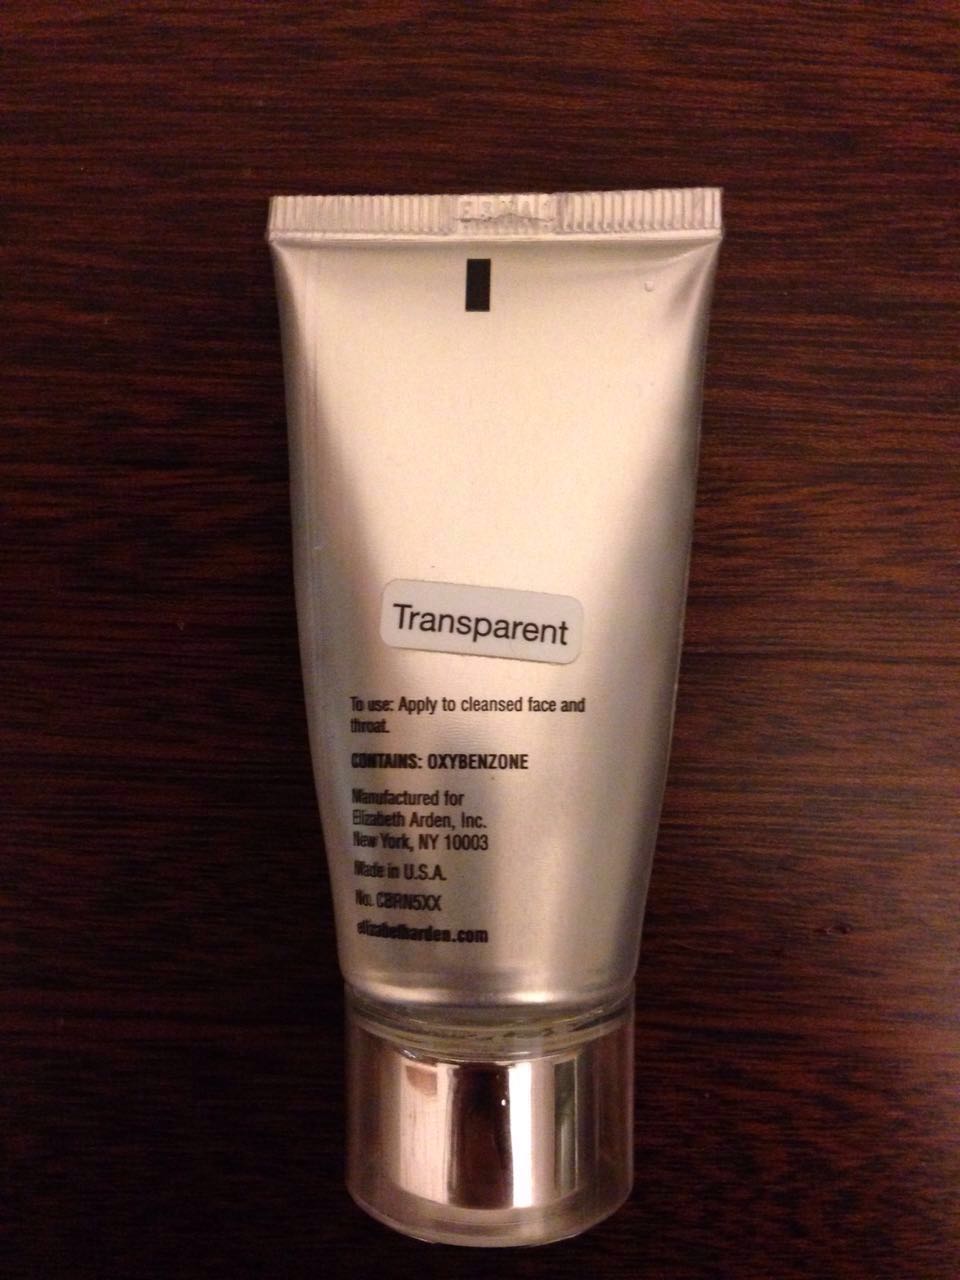 Transparent
To use: Apply to cleansed face and
throat.
CONTAINS: OXYBENZONE
Manufactured for
Elizabeth Arden, Inc.
New York, NY 10003
Made in U.S.A.
No. CBRN5XX
elizabetharden.com